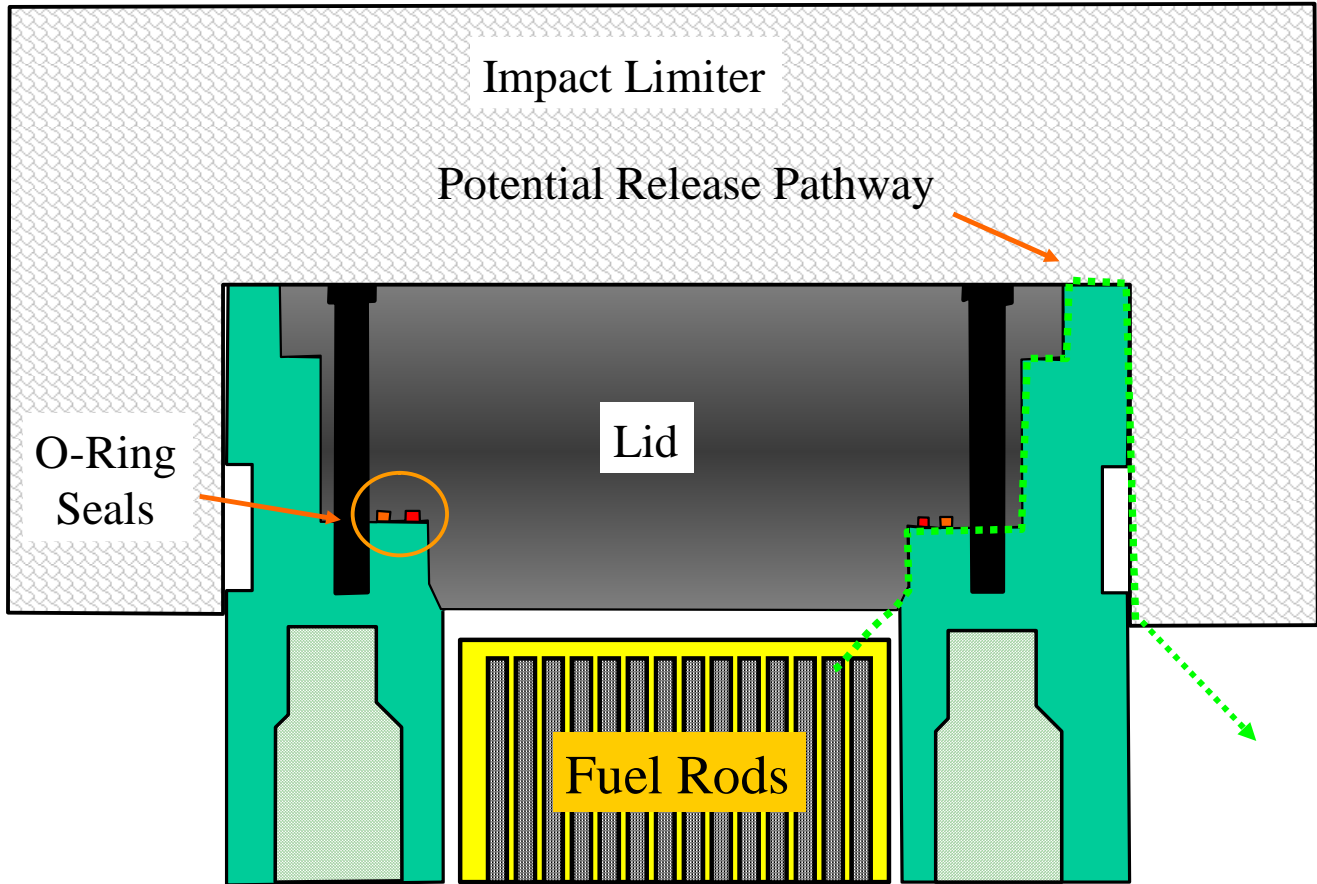 Impact Limiter
Potential Release Pathway
Lid
O-Ring
Seals
Fuel Rods